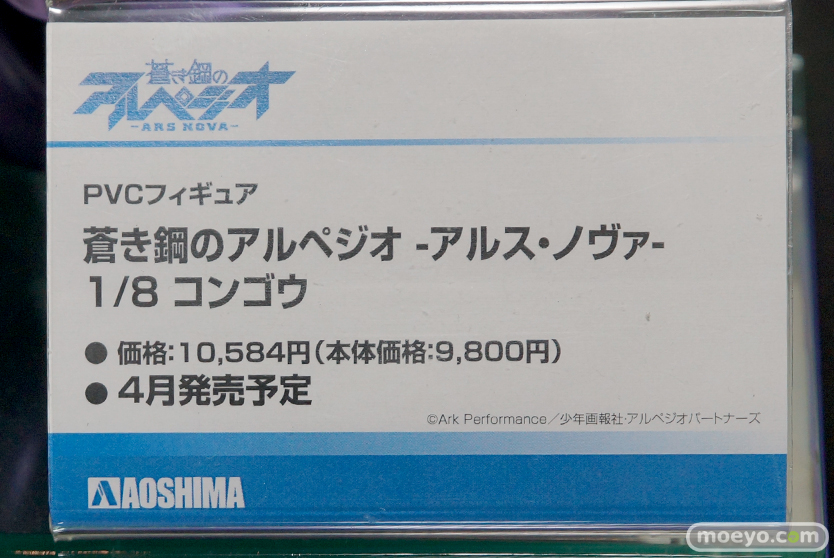 蒼き鋼の
アルペジオ
-ARS NOVA-
PVCフィギュア
蒼き鋼のアルペジオ -アルス・ノヴァ-
1/8 コンゴウ
● 価格:10,584円(本体価格:9,800円)
● 4月発売予定
©Ark Performance／少年画報社・アルペジオパートナーズ
AOSHIMA
moeyo.com